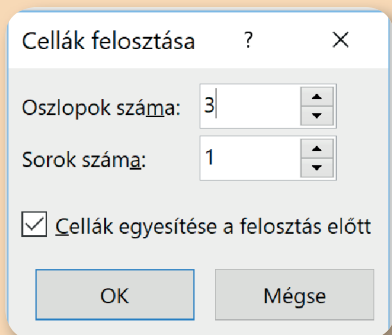 Cellák felosztása ? ×
Oszlopok száma: 3
Sorok száma: 1
Cellák egyesítése a felosztás előtt
OK Mégse